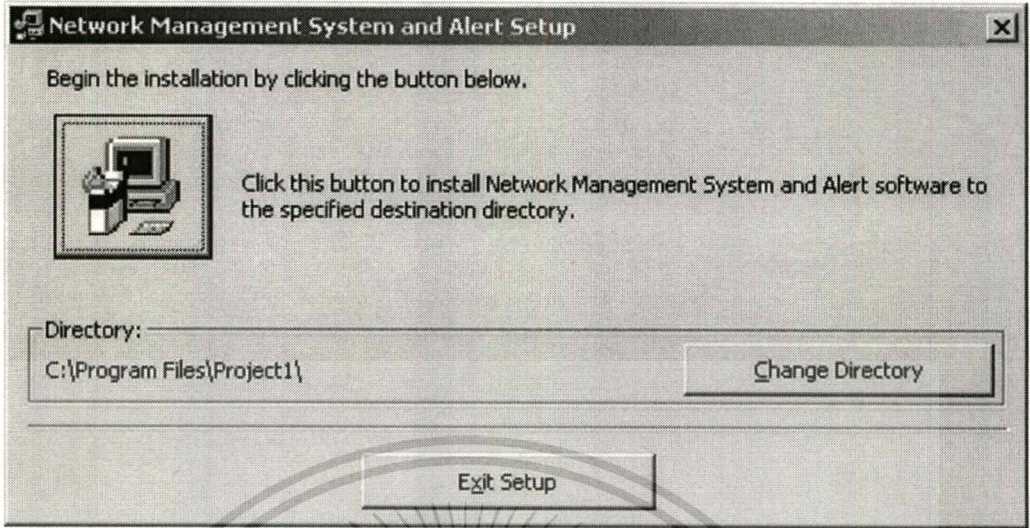 Network Management System and Alert Setup
Begin the installation by clicking the button below.
Click this button to install Network Management System and Alert software to
the specified destination directory.
Directory:
C:\Program Files\Project1\
Change Directory
Exit Setup